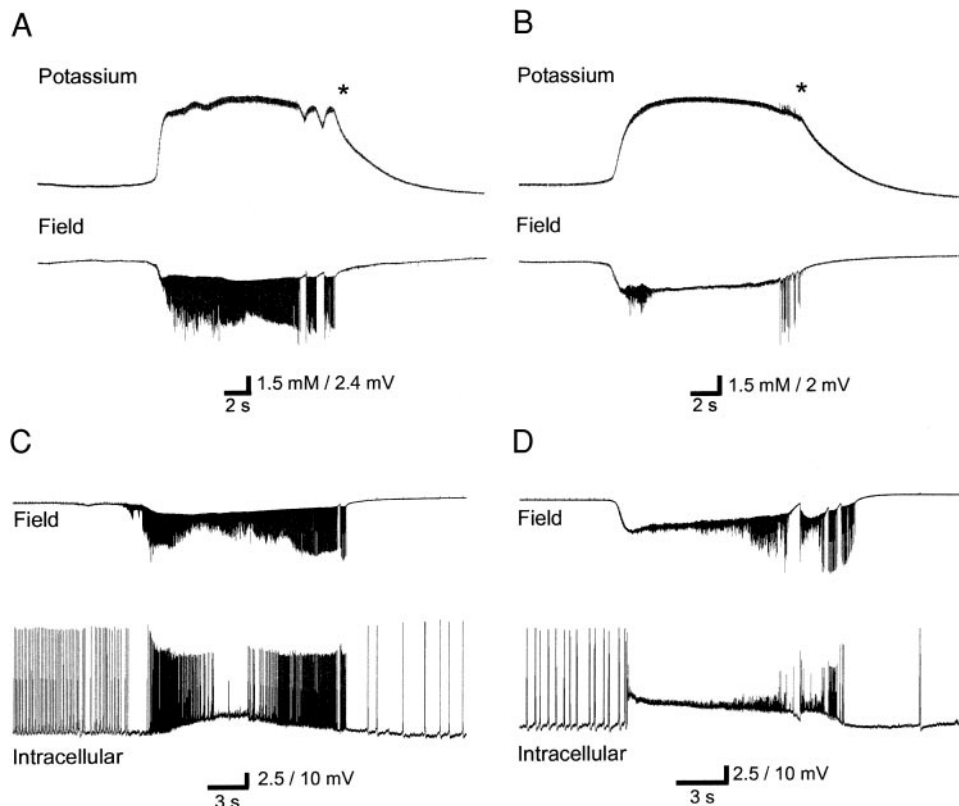 A
Potassium
*
Field
1.5 mM / 2.4 mV
2 s
B
Potassium
*
Field
1.5 mM / 2 mV
2 s
C
Field
Intracellular
2.5 / 10 mV
3 s
D
Field
2.5 / 10 mV
3 s